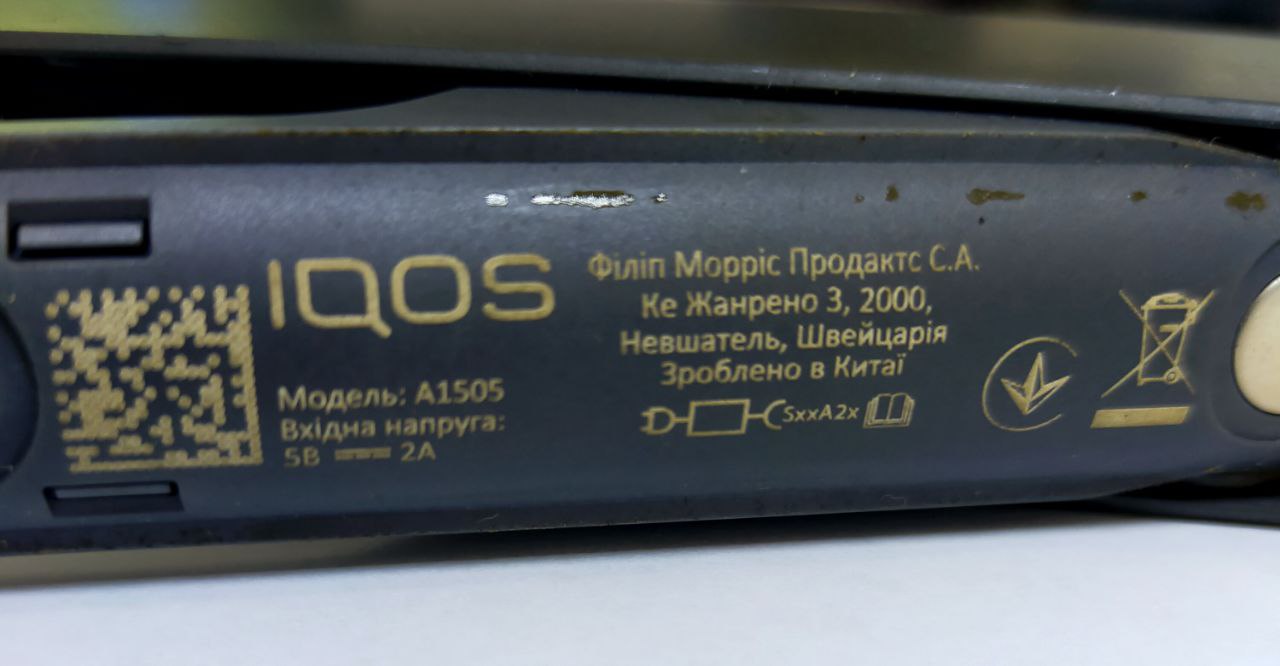 IQOS
Модель: A1505
Вхідна напруга:
5В 2А
Філіп Морріс Продактс С.А.
Ке Жанрено 3, 2000,
Невшатель, Швейцарія
Зроблено в Китаї
SxxA2x